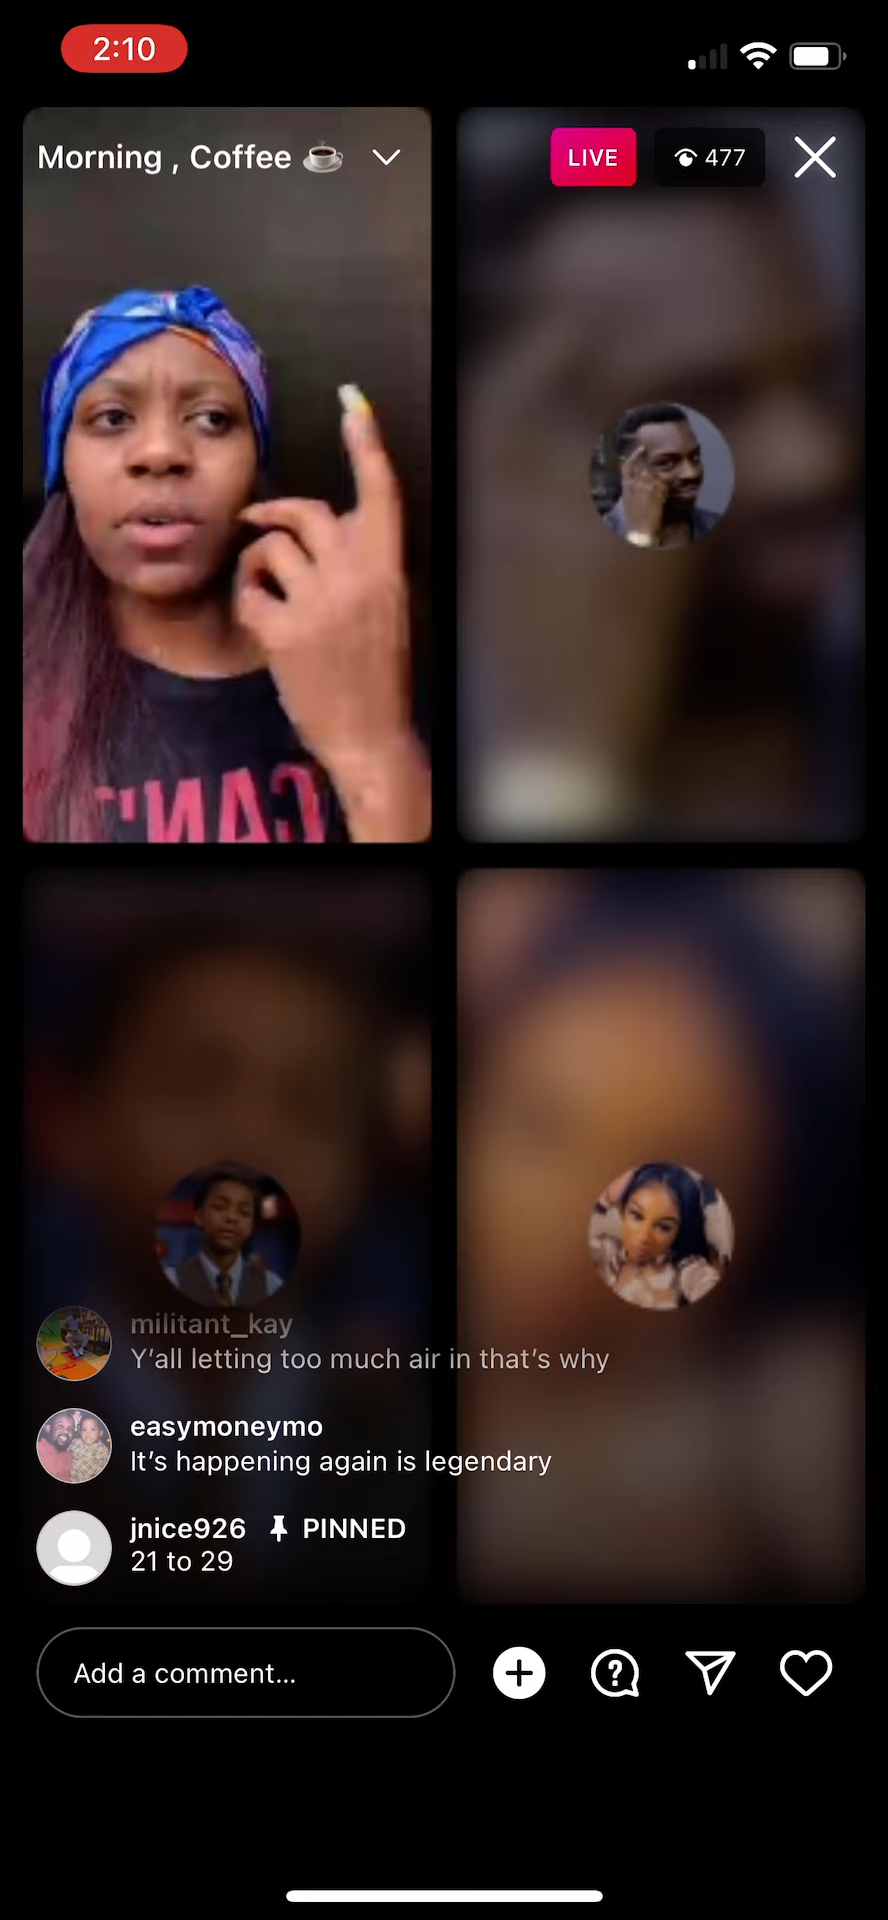 2:10
Morning , Coffee ☕
LIVE
477
CAN'
militant_kay
Y’all letting too much air in that’s why
easymoneymo
It’s happening again is legendary
jnice926 PINNED
21 to 29
Add a comment...